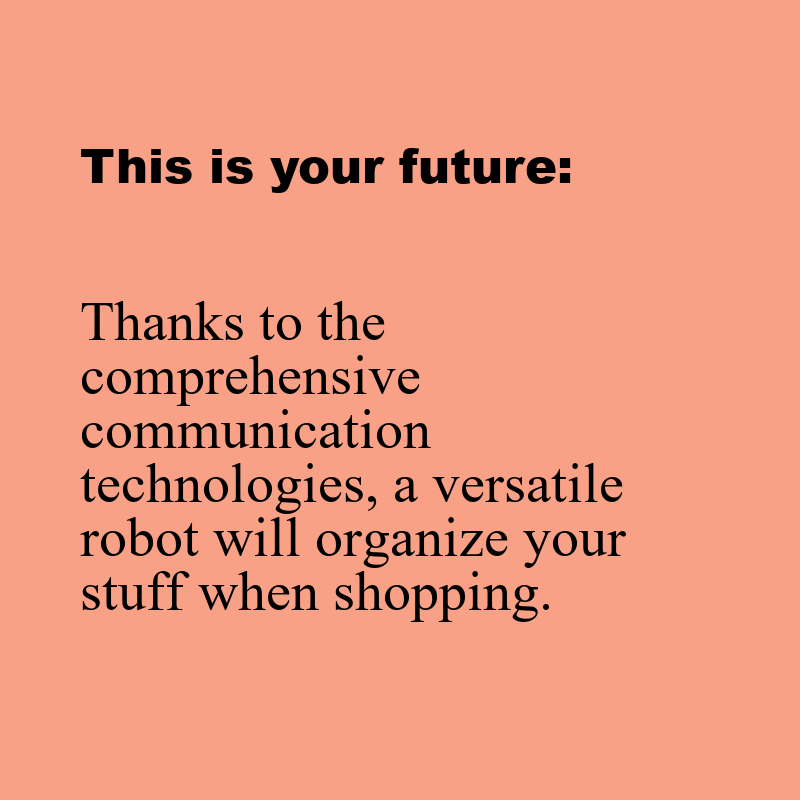 This is your future:
Thanks to the
comprehensive
communication
technologies, a versatile
robot will organize your
stuff when shopping.